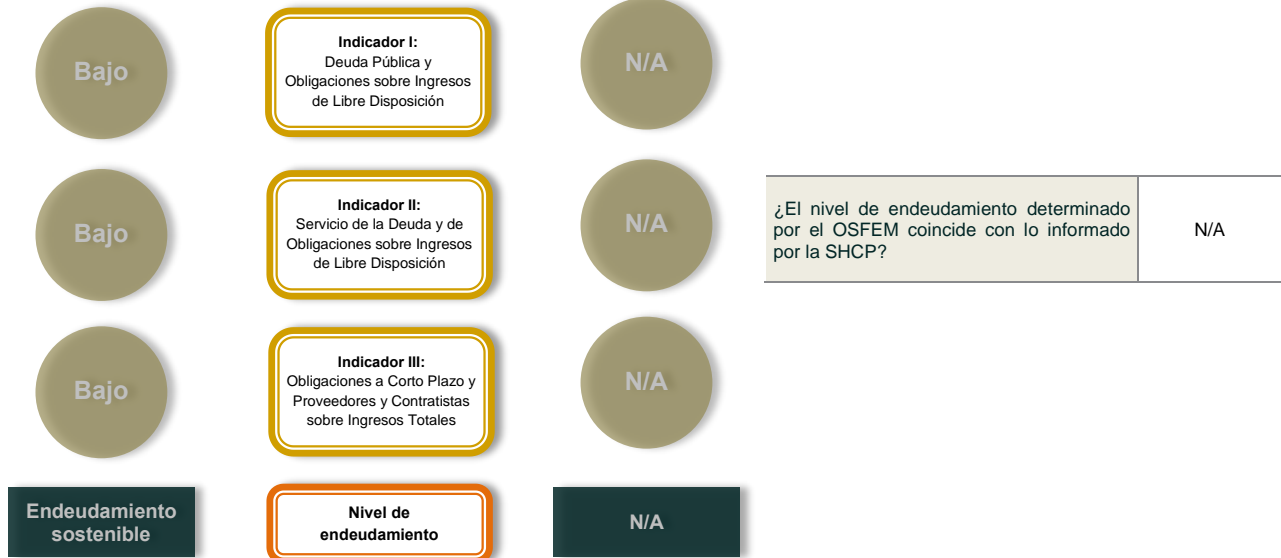 Bajo
Indicador I:
Deuda Pública y
Obligaciones sobre Ingresos
de Libre Disposición
N/A
Bajo
Indicador II:
Servicio de la Deuda y de
Obligaciones sobre Ingresos
de Libre Disposición
N/A
¿El nivel de endeudamiento determinado
por el OSFEM coincide con lo informado
por la SHCP?
N/A
Bajo
Indicador III:
Obligaciones a Corto Plazo y
Proveedores y Contratistas
sobre Ingresos Totales
N/A
Endeudamiento
sostenible
Nivel de
endeudamiento
N/A